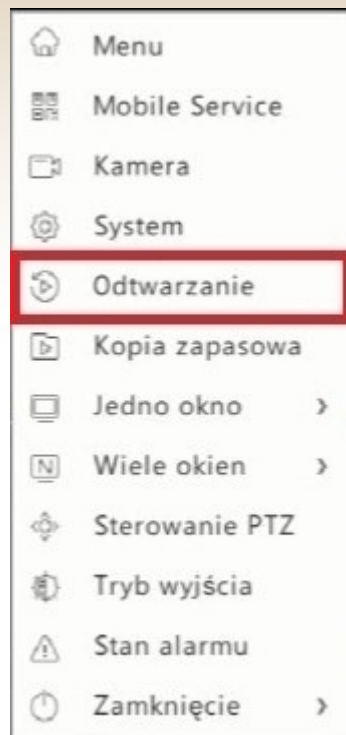 Menu
Mobile Service
Kamera
System
Odtwarzanie
Kopia zapasowa
Jedno okno
Wiele okien
Sterowanie PTZ
Tryb wyjścia
Stan alarmu
Zamknięcie